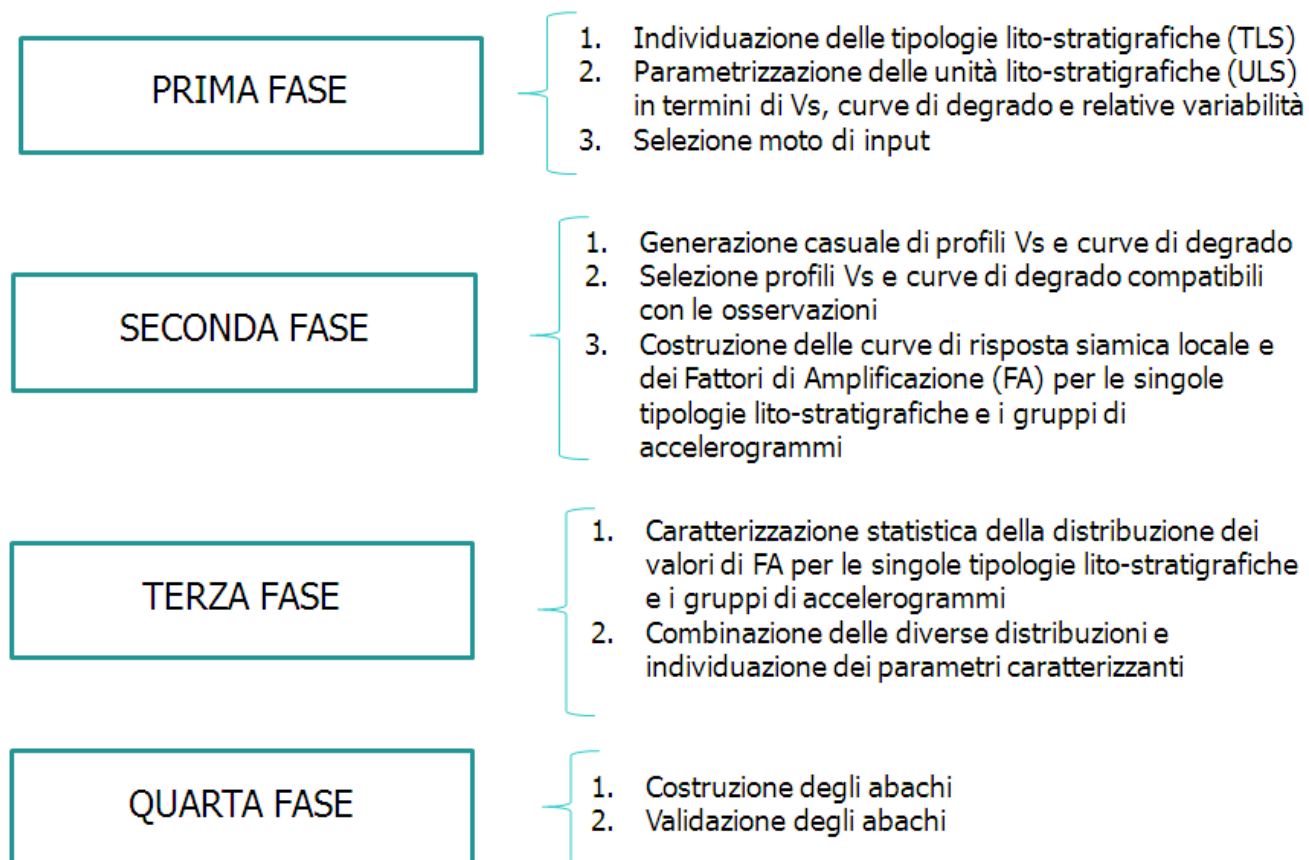 PRIMA FASE
1. Individuazione delle tipologie lito-stratigrafiche (TLS)
2. Parametrizzazione delle unità lito-stratigrafiche (ULS)
in termini di Vs, curve di degrado e relative variabilità
3. Selezione moto di input
SECONDA FASE
1. Generazione casuale di profili Vs e curve di degrado
2. Selezione profili Vs e curve di degrado compatibili
con le osservazioni
3. Costruzione delle curve di risposta siamica locale e
dei Fattori di Amplificazione (FA) per le singole
tipologie lito-stratigrafiche e i gruppi di
accelerogrammi
TERZA FASE
1. Caratterizzazione statistica della distribuzione dei
valori di FA per le singole tipologie lito-stratigrafiche
e i gruppi di accelerogrammi
2. Combinazione delle diverse distribuzioni e
individuazione dei parametri caratterizzanti
QUARTA FASE
1. Costruzione degli abachi
2. Validazione degli abachi